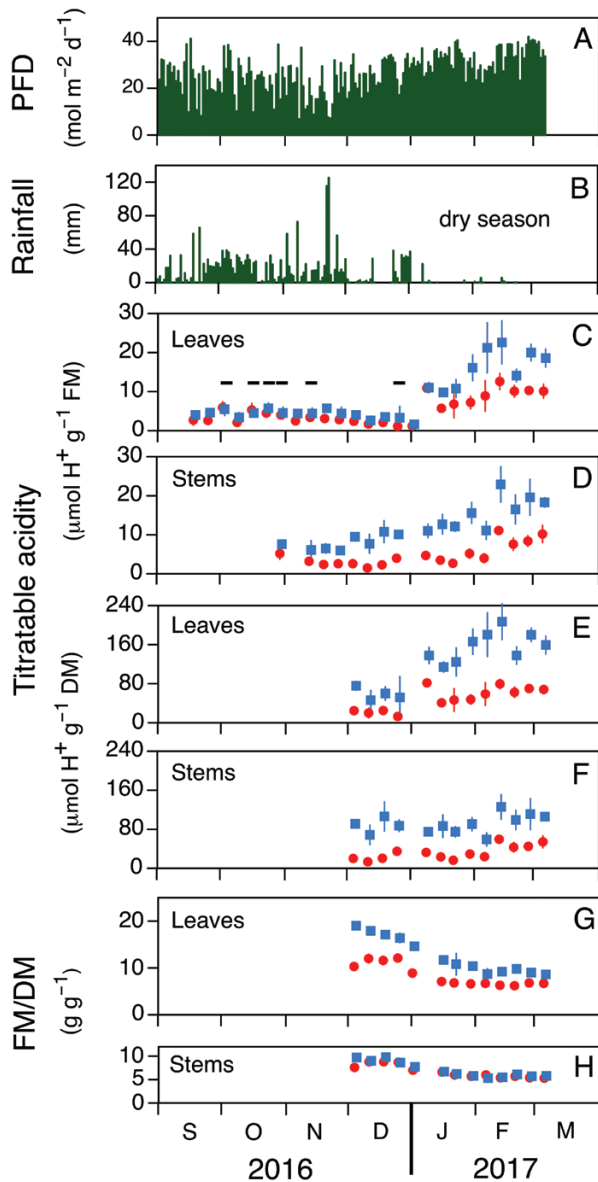 PFD
(mol m⁻² d⁻¹)
40
20
0
A
Rainfall
(mm)
120
80
40
0
B
dry season
Titratable acidity
(μmol H⁺ g⁻¹ FM)
30
20
10
0
Leaves
C
30
20
10
0
Stems
D
(μmol H⁺ g⁻¹ DM)
240
160
80
0
Leaves
E
240
160
80
0
Stems
F
FM/DM
(g g⁻¹)
20
10
0
Leaves
G
10
5
0
Stems
H
S O N D J F M
2016 2017